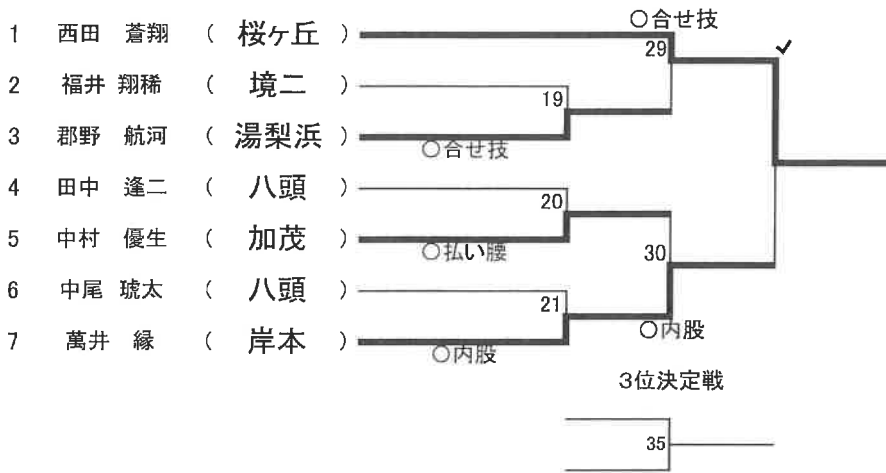 ○合せ技
1 西田 蒼翔 ( 桜ヶ丘 ) 29
2 福井 翔稀 ( 境二 ) 19
3 郡野 航河 ( 湯梨浜 ) ○合せ技
4 田中 逢二 ( 八頭 ) 20
5 中村 優生 ( 加茂 ) ○払い腰 30
6 中尾 琥太 ( 八頭 ) 21
7 萬井 縁 ( 岸本 ) ○内股 ○内股
3位決定戦
35